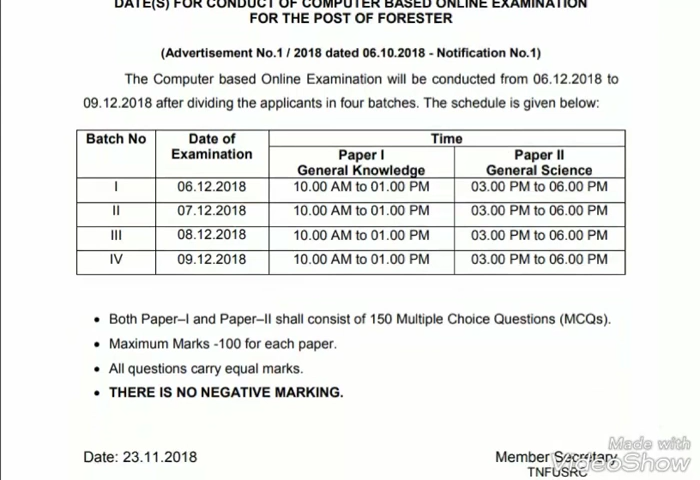 DATE(S) FOR CONDUCT OF COMPUTER BASED ONLINE EXAMINATION
FOR THE POST OF FORESTER
(Advertisement No.1 / 2018 dated 06.10.2018 - Notification No.1)
The Computer based Online Examination will be conducted from 06.12.2018 to
09.12.2018 after dividing the applicants in four batches. The schedule is given below:
Batch No Date of Examination Time
Paper I General Knowledge Paper II General Science
I 06.12.2018 10.00 AM to 01.00 PM 03.00 PM to 06.00 PM
II 07.12.2018 10.00 AM to 01.00 PM 03.00 PM to 06.00 PM
III 08.12.2018 10.00 AM to 01.00 PM 03.00 PM to 06.00 PM
IV 09.12.2018 10.00 AM to 01.00 PM 03.00 PM to 06.00 PM
• Both Paper–I and Paper–II shall consist of 150 Multiple Choice Questions (MCQs).
• Maximum Marks -100 for each paper.
• All questions carry equal marks.
• THERE IS NO NEGATIVE MARKING.
Made with
Date: 23.11.2018 Member Secretary
VideoShow
TNFUSRC